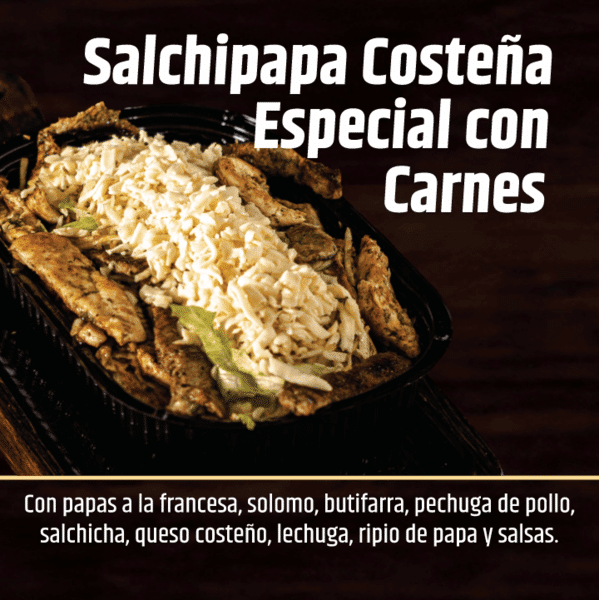 Salchipapa Costeña
Especial con
Carnes
Con papas a la francesa, solomo, butifarra, pechuga de pollo,
salchicha, queso costeño, lechuga, ripio de papa y salsas.